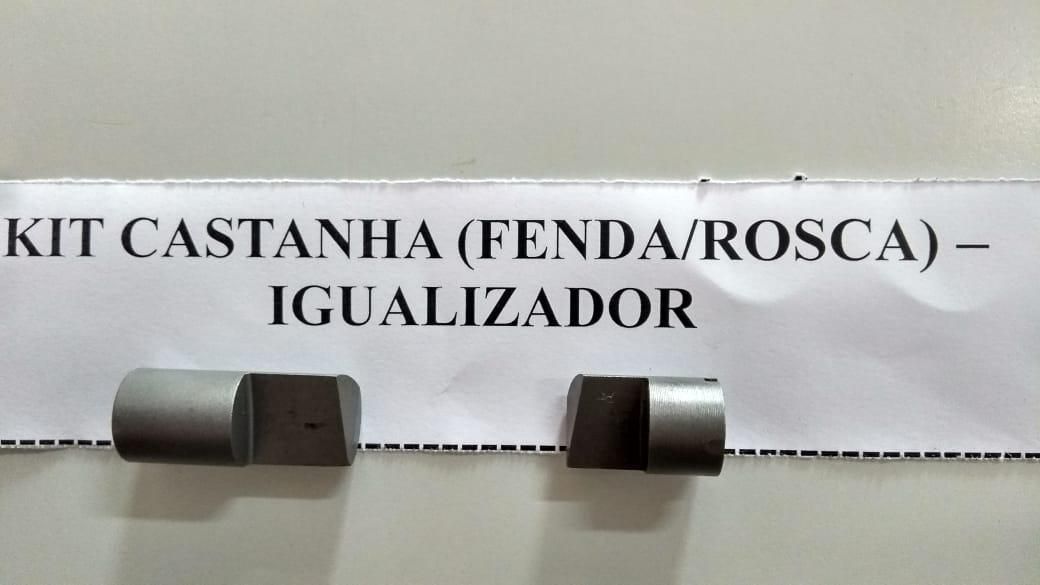 KIT CASTANHA (FENDA/ROSCA) –
IGUALIZADOR